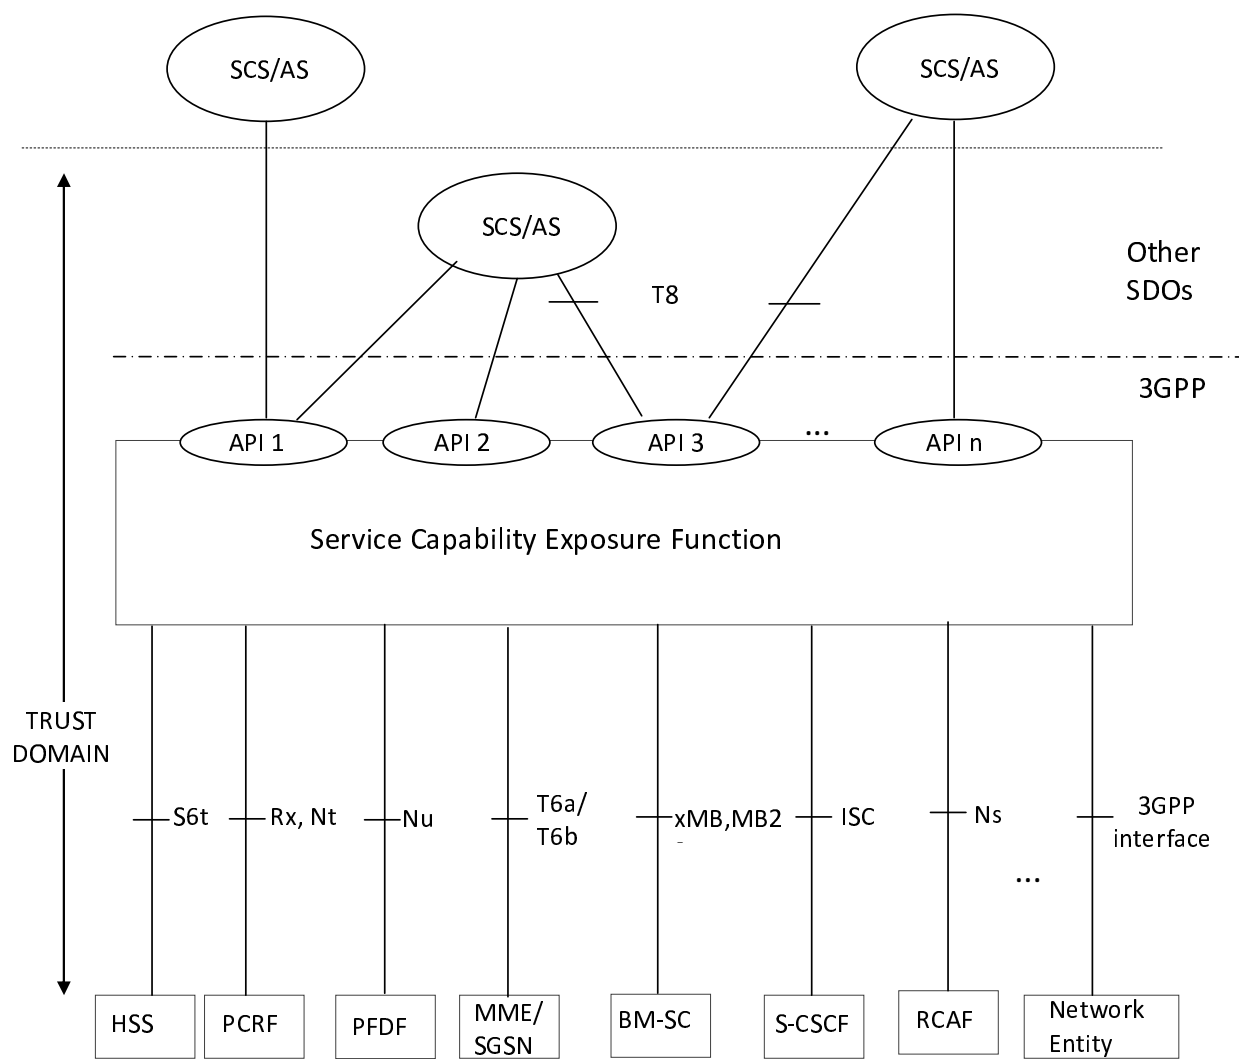 SCS/AS
SCS/AS
SCS/AS
T8
Other
SDOs
3GPP
API 1
API 2
API 3
...
API n
Service Capability Exposure Function
TRUST
DOMAIN
S6t
Rx, Nt
Nu
T6a/
T6b
xMB,MB2
ISC
Ns
3GPP
interface
...
HSS
PCRF
PFDF
MME/
SGSN
BM-SC
S-CSCF
RCAF
Network
Entity